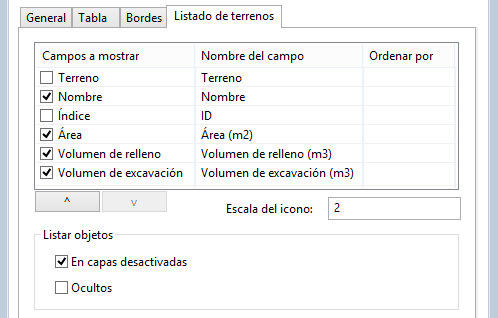 General Tabla Bordes Listado de terrenos
Campos a mostrar Nombre del campo Ordenar por
Terreno Terreno
Nombre Nombre
Índice ID
Área Área (m2)
Volumen de relleno Volumen de relleno (m3)
Volumen de excavación Volumen de excavación (m3)
^ v Escala del icono: 2
Listar objetos
En capas desactivadas
Ocultos